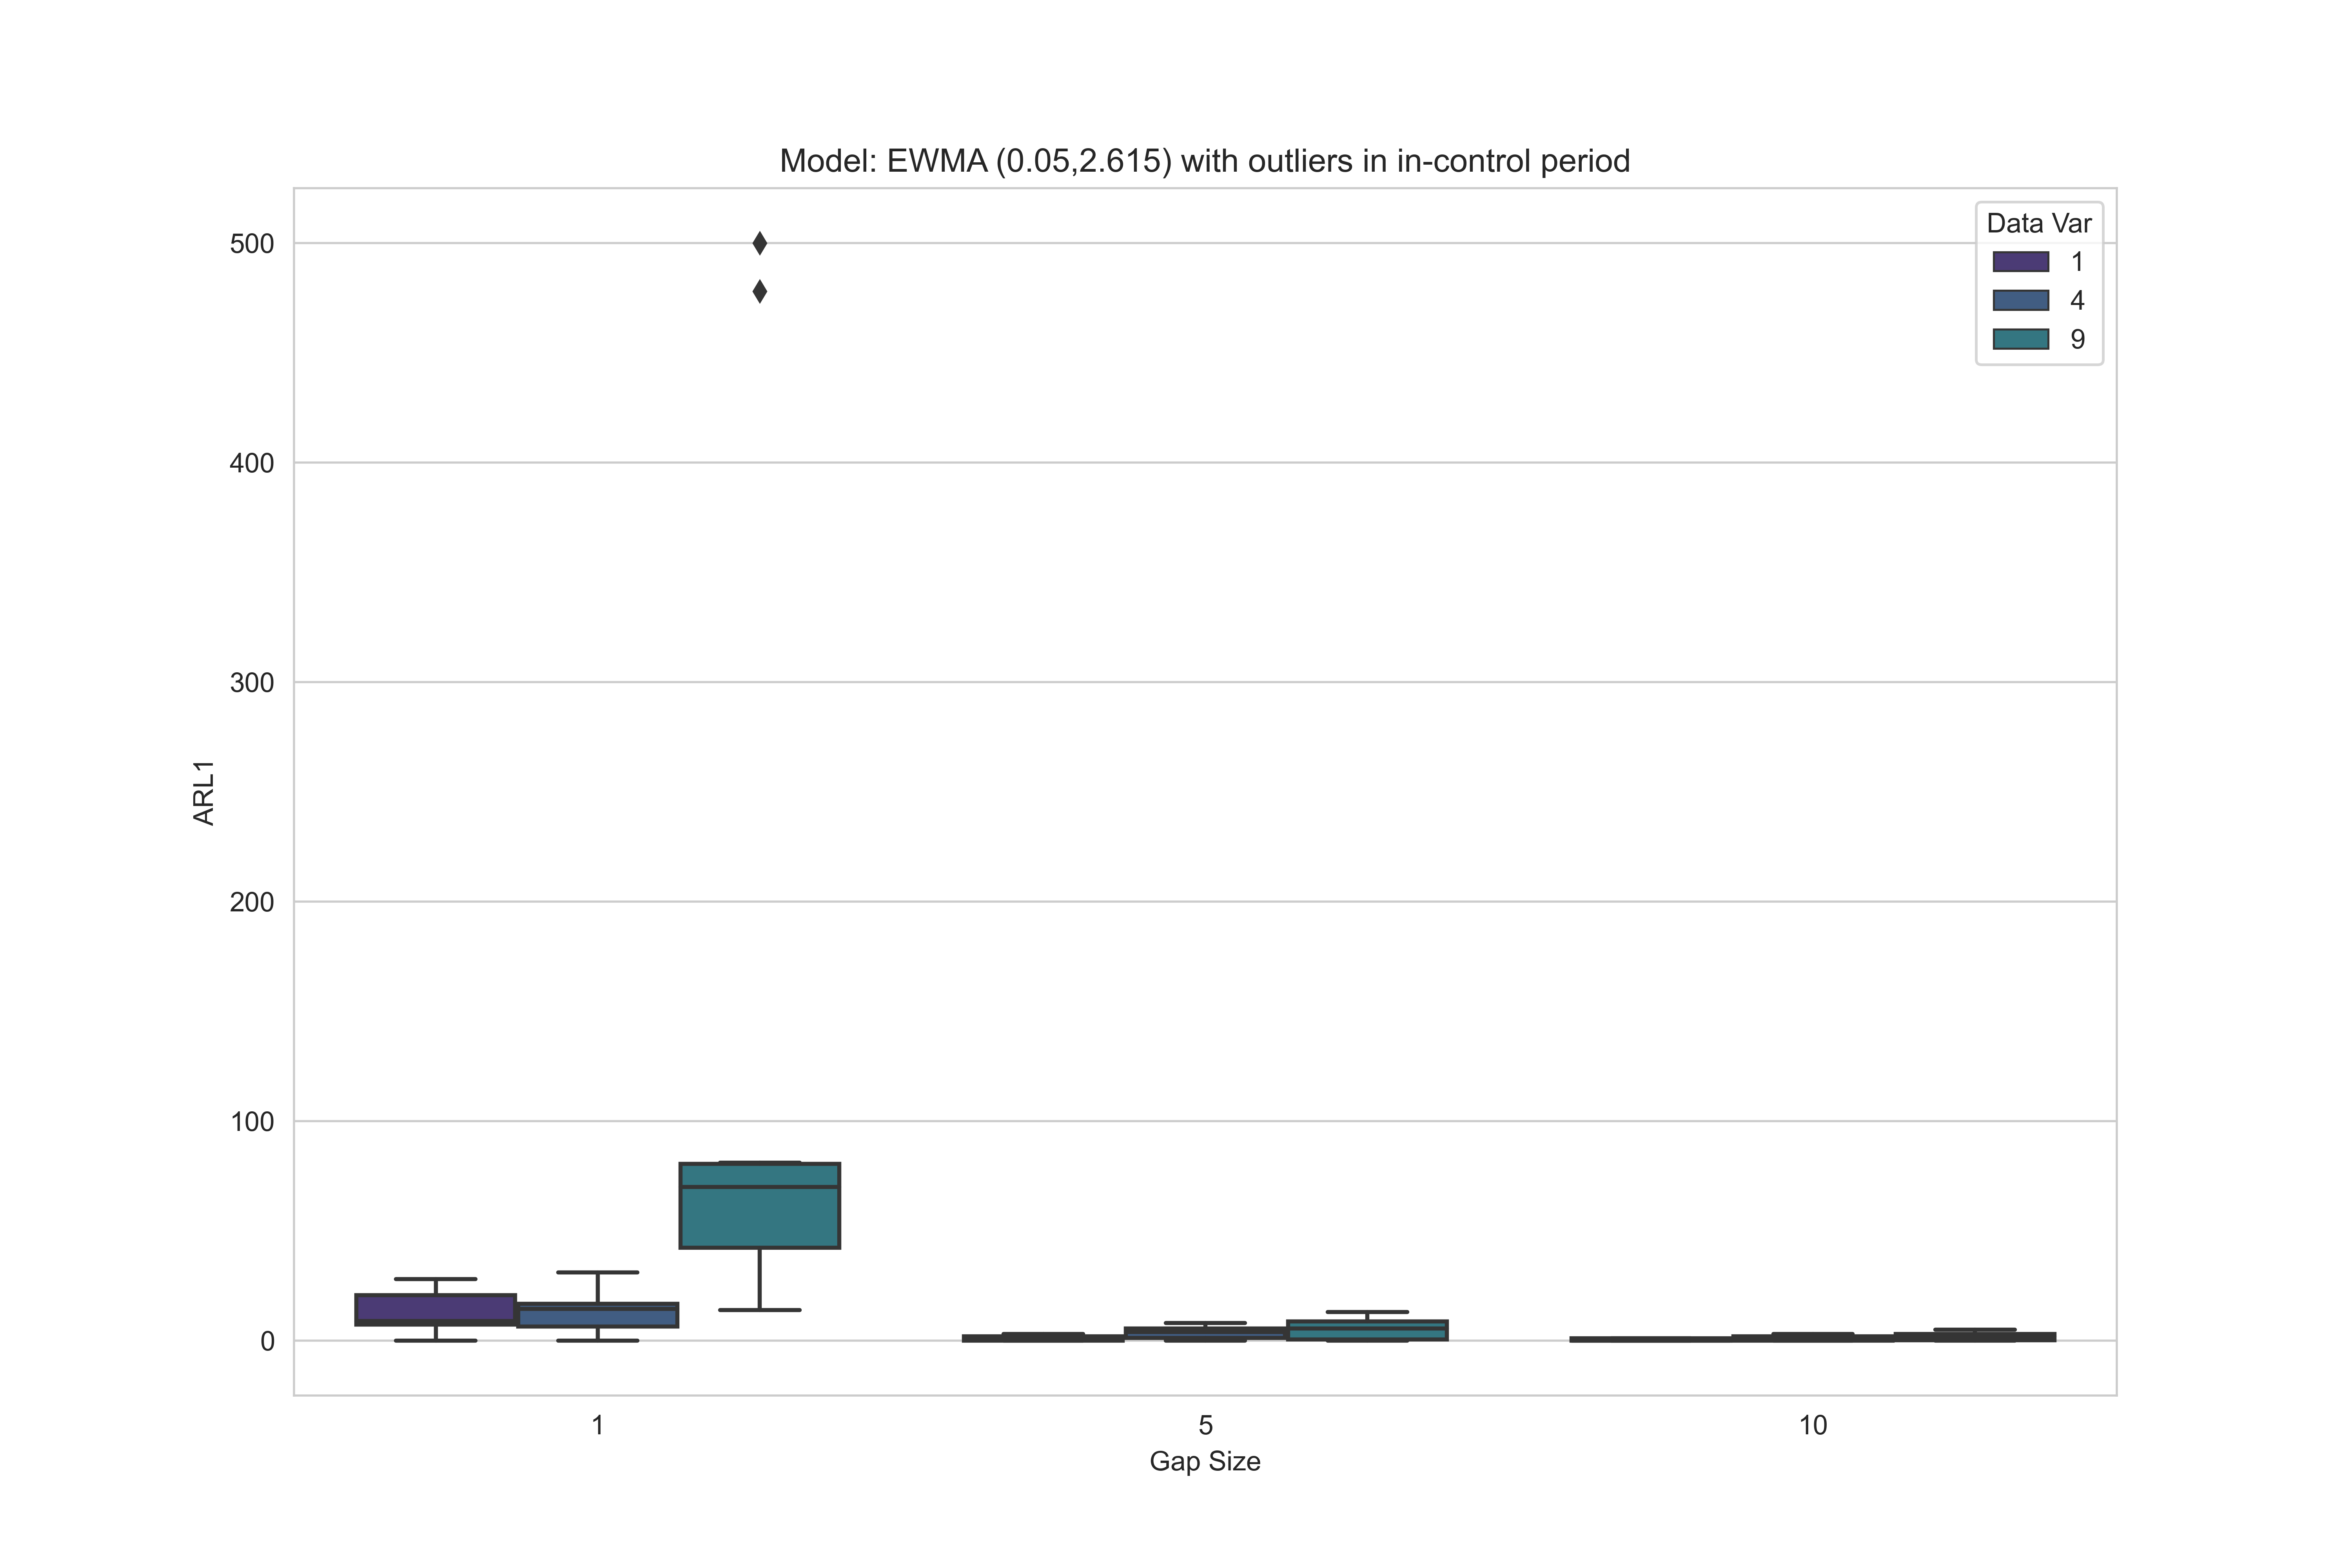 Model: EWMA (0.05,2.615) with outliers in in-control period
Data Var
1
4
9
500
400
300
200
100
0
ARL1
1 5 10
Gap Size